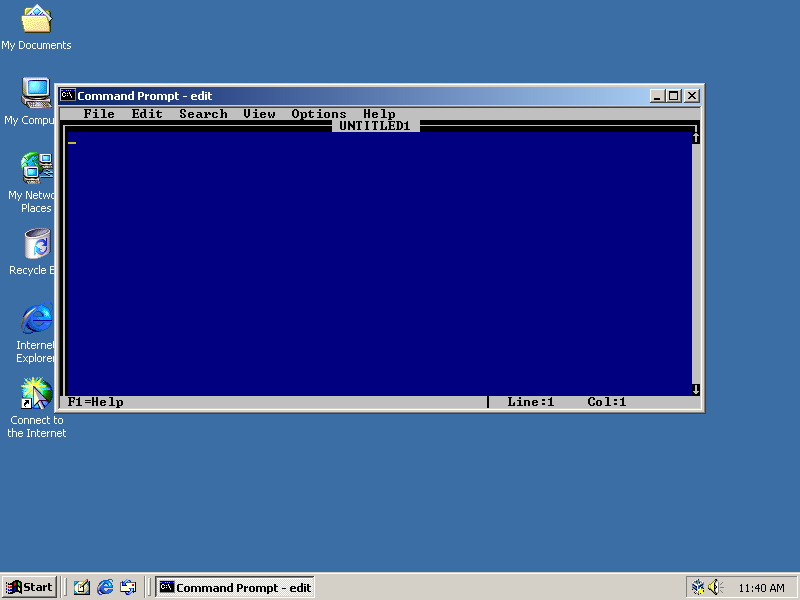 My Documents
My Compu
My Netwo
Places
Recycle B
Internet
Explorer
Connect to
the Internet
C:\ Command Prompt - edit
File Edit Search View Options Help
UNTITLED1
F1=Help Line:1 Col:1
Start
C:\ Command Prompt - edit
11:40 AM